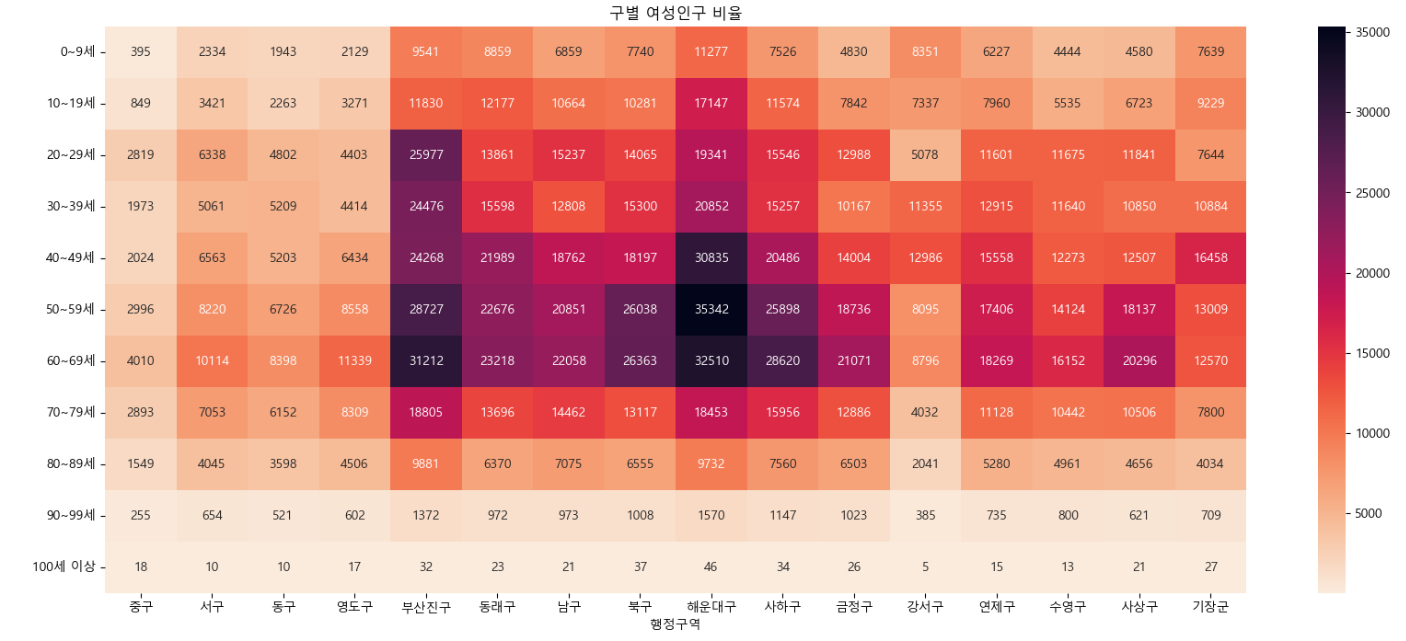 구별 여성인구 비율
0~9세 395 2334 1943 2129 9541 8859 6859 7740 11277 7526 4830 8351 6227 4444 4580 7639
10~19세 849 3421 2263 3271 11830 12177 10664 10281 17147 11574 7842 7337 7960 5535 6723 9229
20~29세 2819 6338 4802 4403 25977 13861 15237 14065 19341 15546 12988 5078 11601 11675 11841 7644
30~39세 1973 5061 5209 4414 24476 15598 12808 15300 20852 15257 10167 11355 12915 11640 10850 10884
40~49세 2024 6563 5203 6434 24268 21989 18762 18197 30835 20486 14004 12986 15558 12273 12507 16458
50~59세 2996 8220 6726 8558 28727 22676 20851 26038 35342 25898 18736 8095 17406 14124 18137 13009
60~69세 4010 10114 8398 11339 31212 23218 22058 26363 32510 28620 21071 8796 18269 16152 20296 12570
70~79세 2893 7053 6152 8309 18805 13696 14462 13117 18453 15956 12886 4032 11128 10442 10506 7800
80~89세 1549 4045 3598 4506 9881 6370 7075 6555 9732 7560 6503 2041 5280 4961 4656 4034
90~99세 255 654 521 602 1372 972 973 1008 1570 1147 1023 385 735 800 621 709
100세 이상 18 10 10 17 32 23 21 37 46 34 26 5 15 13 21 27
중구 서구 동구 영도구 부산진구 동래구 남구 북구 해운대구 사하구 금정구 강서구 연제구 수영구 사상구 기장군
행정구역
35000
30000
25000
20000
15000
10000
5000